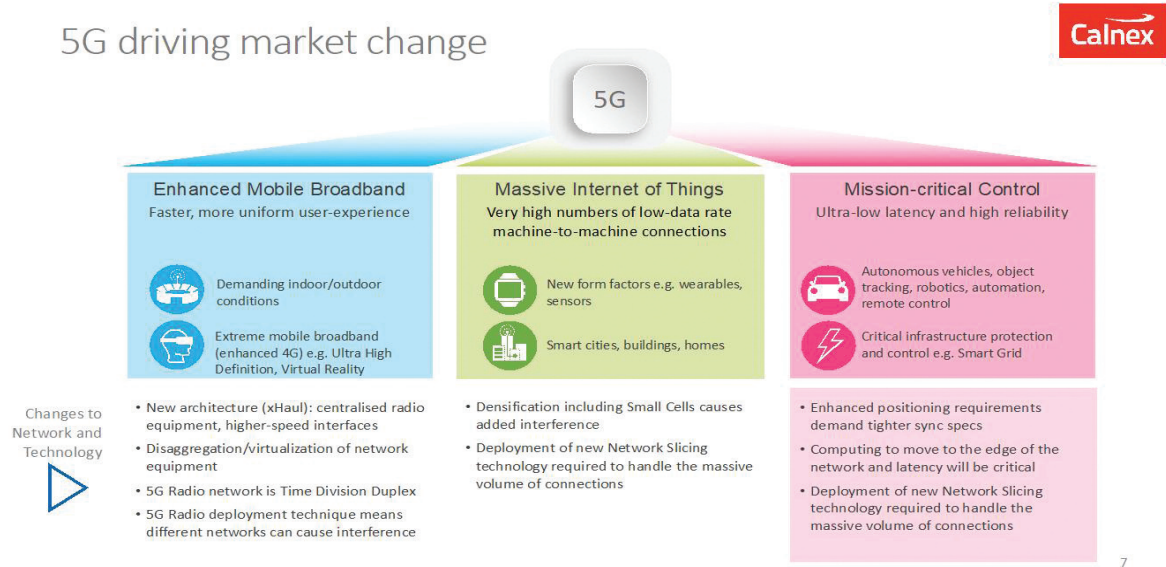 5G driving market change
Calnex
5G
Enhanced Mobile Broadband
Faster, more uniform user-experience
Demanding indoor/outdoor
conditions
Extreme mobile broadband
(enhanced 4G) e.g. Ultra High
Definition, Virtual Reality
Massive Internet of Things
Very high numbers of low-data rate
machine-to-machine connections
New form factors e.g. wearables,
sensors
Smart cities, buildings, homes
Mission-critical Control
Ultra-low latency and high reliability
Autonomous vehicles, object
tracking, robotics, automation,
remote control
Critical infrastructure protection
and control e.g. Smart Grid
Changes to
Network and
Technology
• New architecture (xHaul): centralised radio
equipment, higher-speed interfaces
• Disaggregation/virtualization of network
equipment
• 5G Radio network is Time Division Duplex
• 5G Radio deployment technique means
different networks can cause interference
• Densification including Small Cells causes
added interference
• Deployment of new Network Slicing
technology required to handle the massive
volume of connections
• Enhanced positioning requirements
demand tighter sync specs
• Computing to move to the edge of the
network and latency will be critical
• Deployment of new Network Slicing
technology required to handle the
massive volume of connections
7